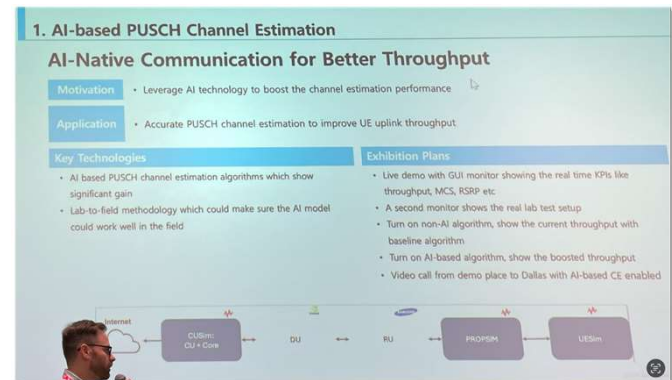 1. AI-based PUSCH Channel Estimation
AI-Native Communication for Better Throughput
Motivation
• Leverage AI technology to boost the channel estimation performance
Application
• Accurate PUSCH channel estimation to improve UE uplink throughput
Key Technologies
• AI based PUSCH channel estimation algorithms which show
significant gain
• Lab-to-field methodology which could make sure the AI model
could work well in the field
Exhibition Plans
• Live demo with GUI monitor showing the real time KPIs like
throughput, MCS, RSRP etc
• A second monitor shows the real lab test setup
• Turn on non-AI algorithm, show the current throughput with
baseline algorithm
• Turn on AI-based algorithm, show the boosted throughput
• Video call from demo place to Dallas with AI-based CE enabled
Internet
CUSim:
CU + Core
DU
RU
PROPSIM
UESim